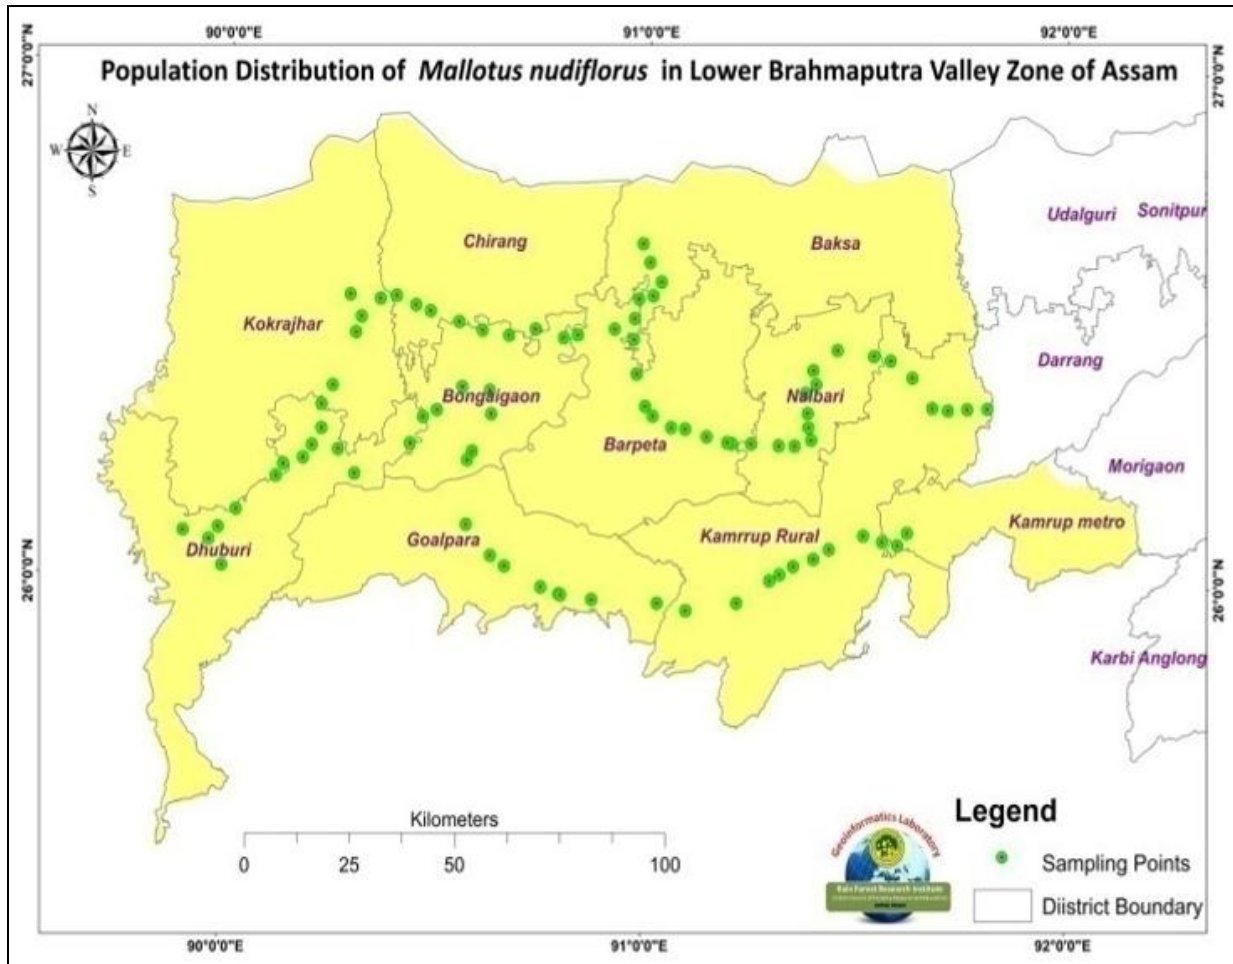 90°0'0"E 91°0'0"E 92°0'0"E
27°0'0"N
27°0'0"N
Population Distribution of Mallotus nudiflorus in Lower Brahmaputra Valley Zone of Assam
N
W E
S
Udalguri Sonitpur
Chirang
Baksa
Kokrajhar
Darrang
Bongaigaon
Nalbari
Barpeta
Morigaon
Kamrup metro
Kamrrup Rural
Goalpara
Dhuburi
26°0'0"N
26°0'0"N
Karbi Anglong
Kilometers
0 25 50 100
Legend
Sampling Points
Diistrict Boundary
Geoinformatics Laboratory
Rain Forest Research Institute
90°0'0"E 91°0'0"E 92°0'0"E